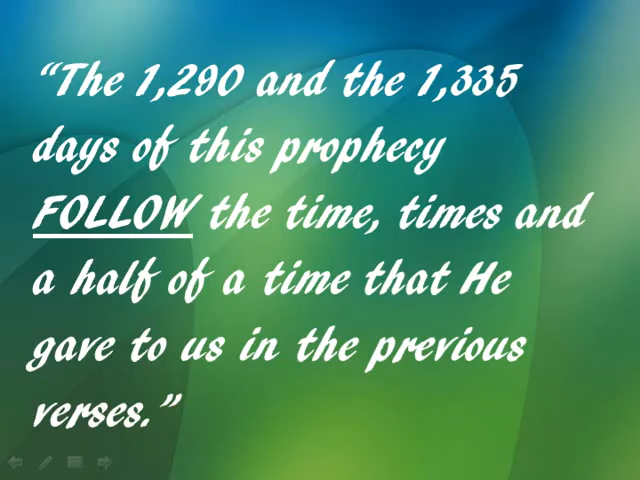 “The 1,290 and the 1,335
days of this prophecy
FOLLOW the time, times and
a half of a time that He
gave to us in the previous
verses.”